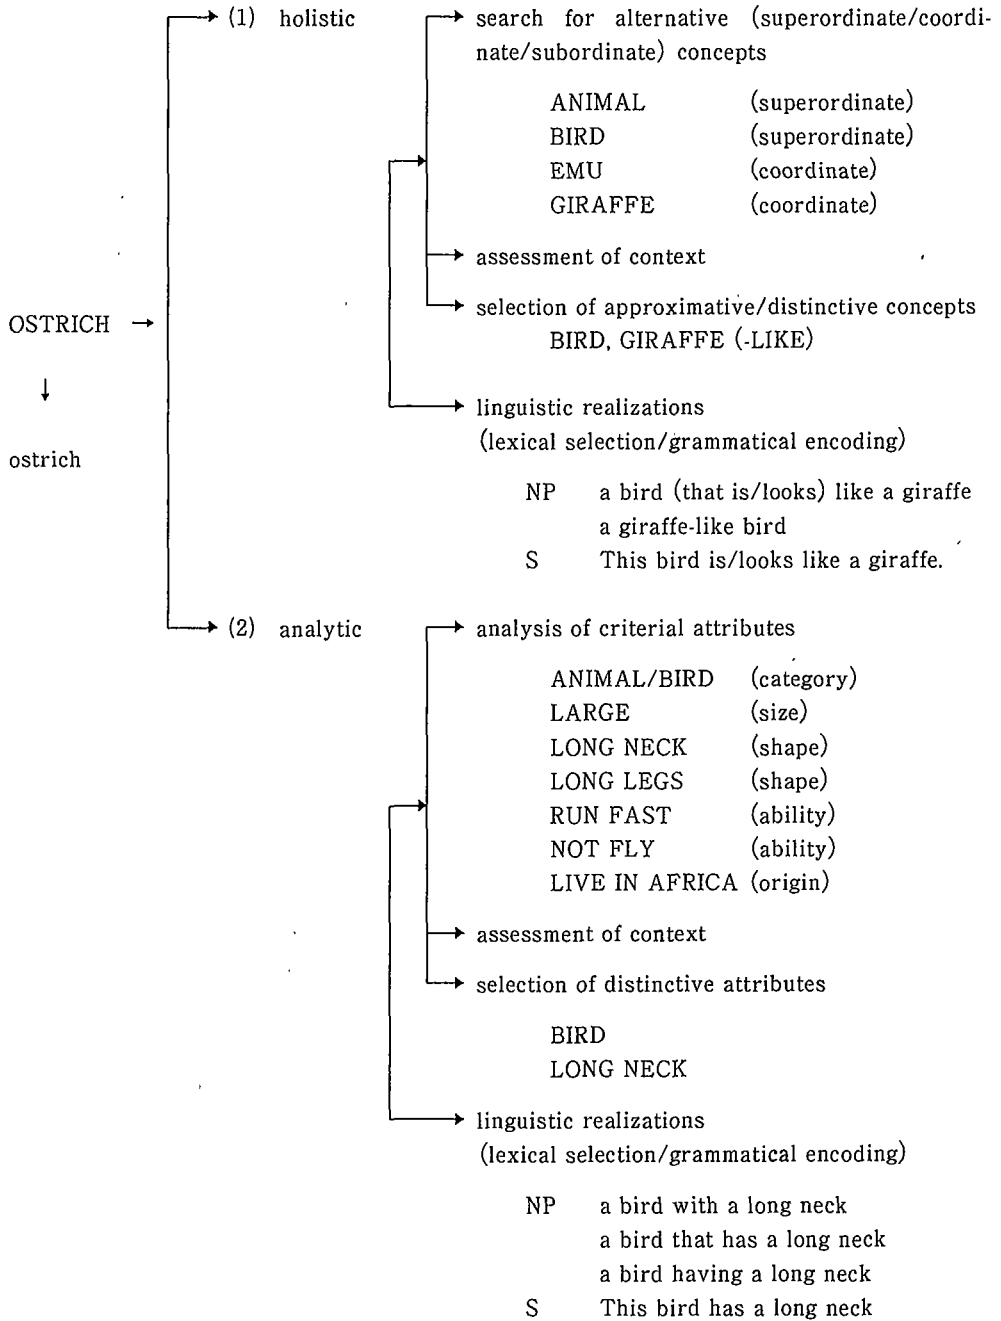 (1) holistic
search for alternative (superordinate/coordi-
nate/subordinate) concepts
ANIMAL (superordinate)
BIRD (superordinate)
EMU (coordinate)
GIRAFFE (coordinate)
assessment of context
selection of approximative/distinctive concepts
BIRD, GIRAFFE (-LIKE)
OSTRICH
ostrich
linguistic realizations
(lexical selection/grammatical encoding)
NP a bird (that is/looks) like a giraffe
a giraffe-like bird
S This bird is/looks like a giraffe.
(2) analytic
analysis of criterial attributes
ANIMAL/BIRD (category)
LARGE (size)
LONG NECK (shape)
LONG LEGS (shape)
RUN FAST (ability)
NOT FLY (ability)
LIVE IN AFRICA (origin)
assessment of context
selection of distinctive attributes
BIRD
LONG NECK
linguistic realizations
(lexical selection/grammatical encoding)
NP a bird with a long neck
a bird that has a long neck
a bird having a long neck
S This bird has a long neck